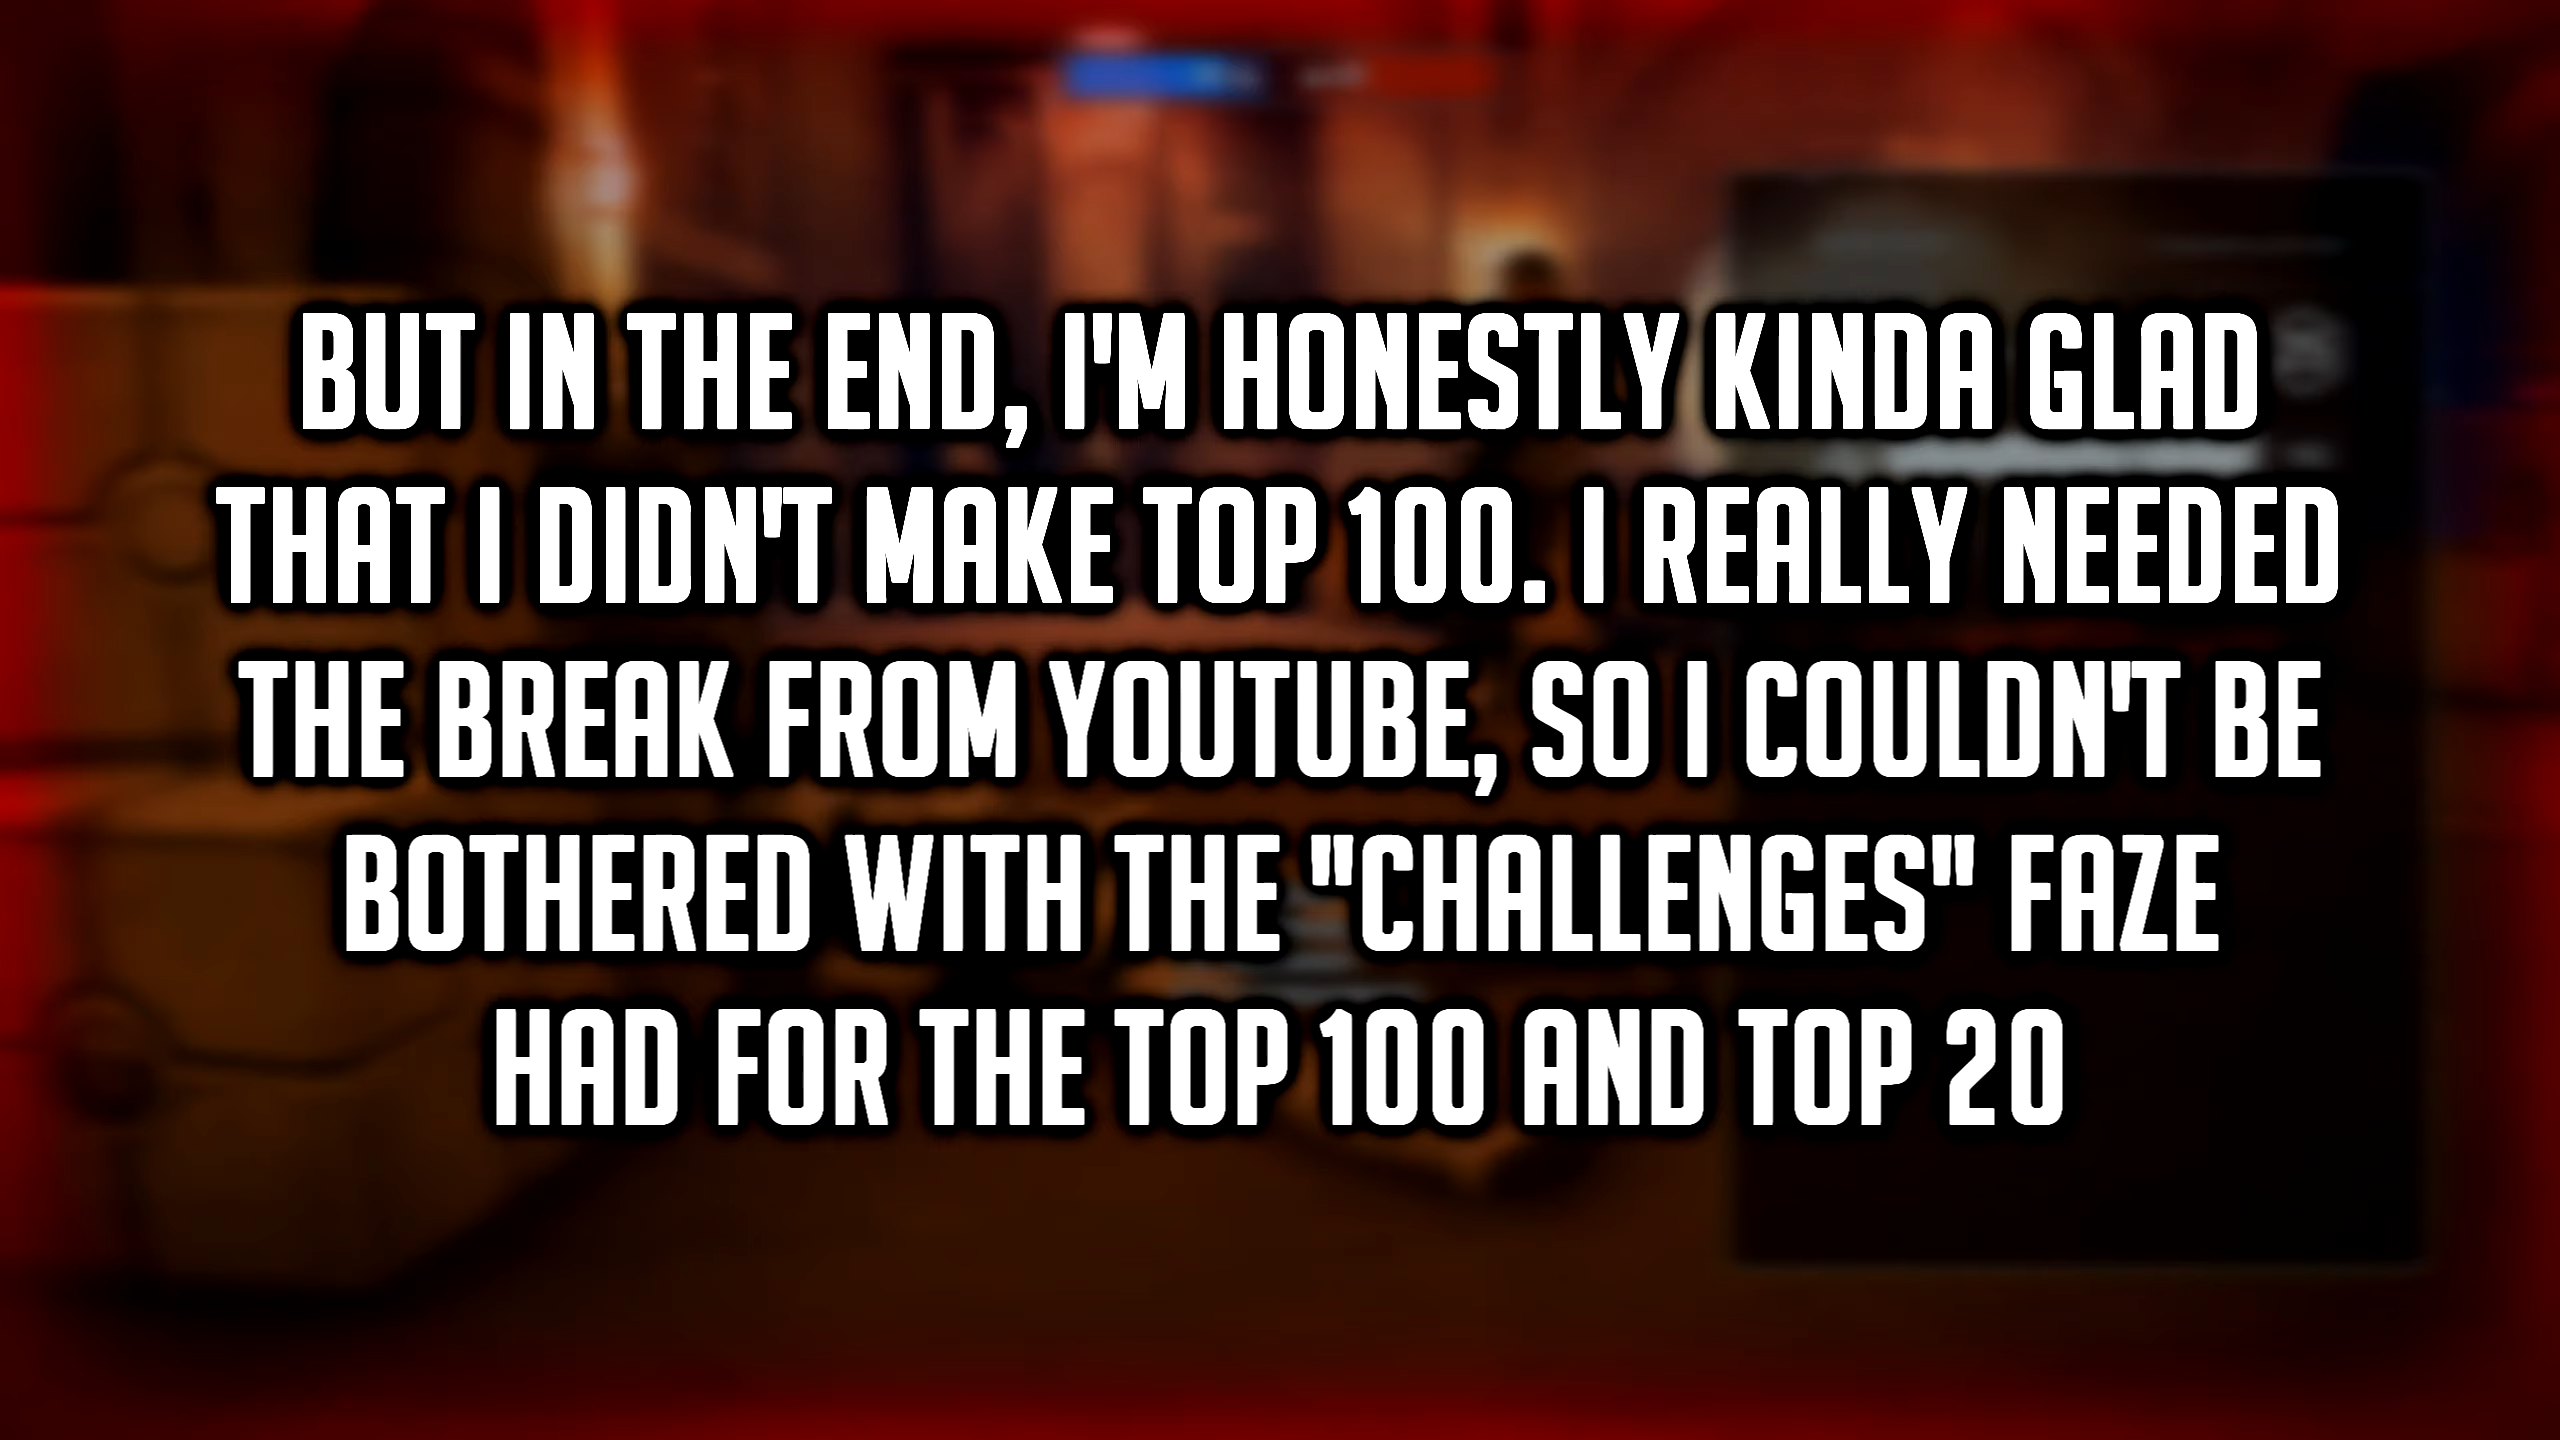 BUT IN THE END, I'M HONESTLY KINDA GLAD
THAT I DIDN'T MAKE TOP 100. I REALLY NEEDED
THE BREAK FROM YOUTUBE, SO I COULDN'T BE
BOTHERED WITH THE "CHALLENGES" FAZE
HAD FOR THE TOP 100 AND TOP 20